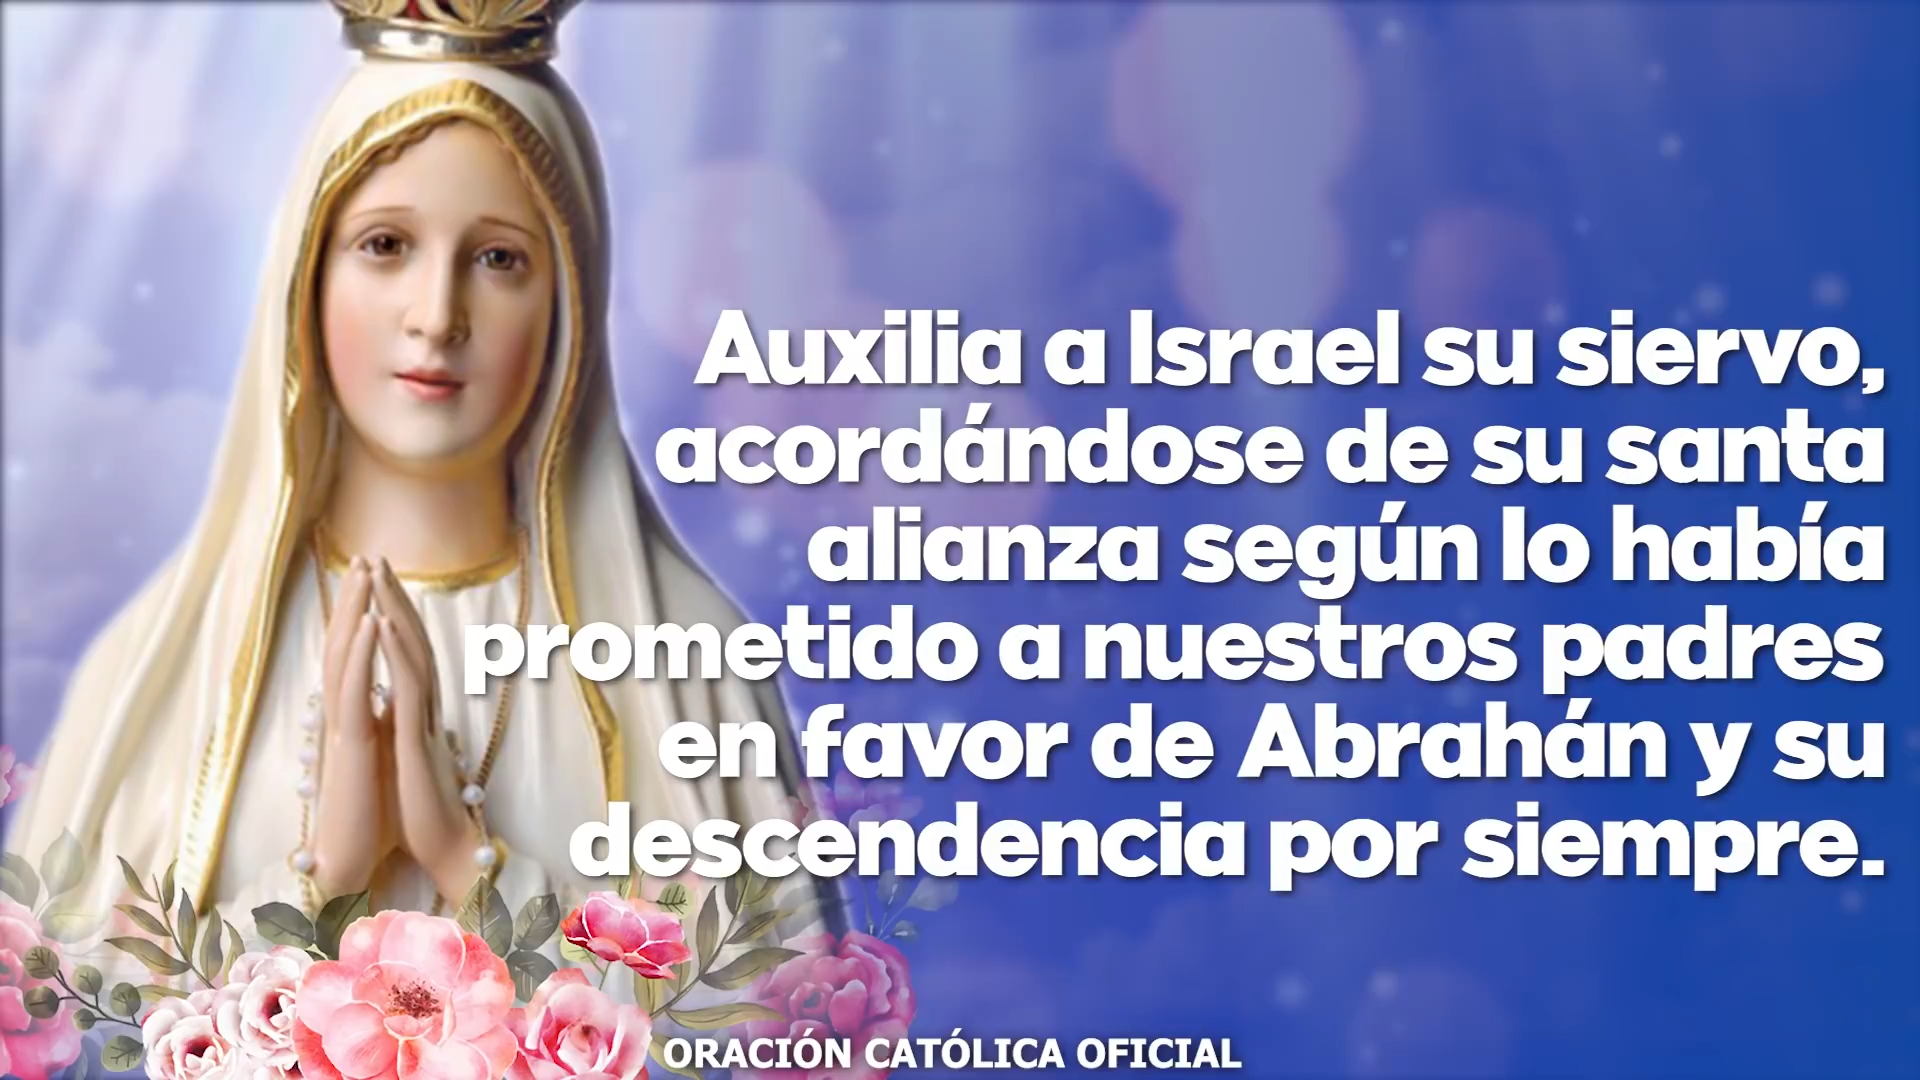 Auxilia a Israel su siervo,
acordándose de su santa
alianza según lo había
prometido a nuestros padres
en favor de Abrahán y su
descendencia por siempre.
ORACIÓN CATÓLICA OFICIAL